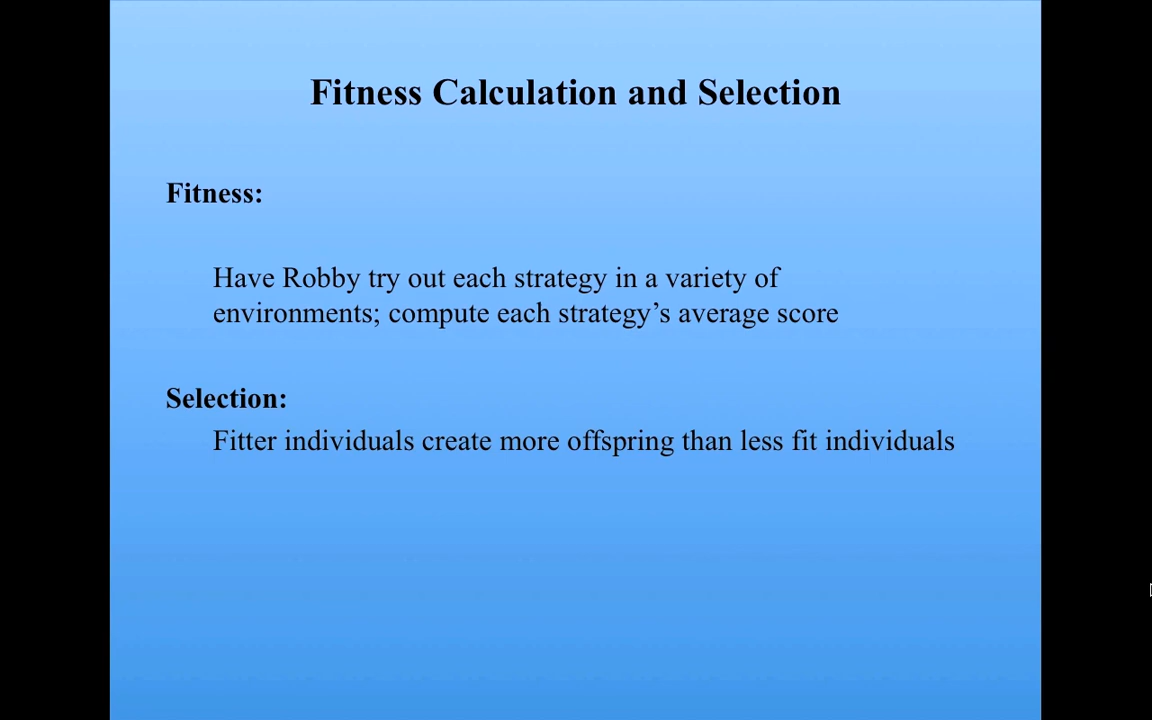 Fitness Calculation and Selection
Fitness:
Have Robby try out each strategy in a variety of
environments; compute each strategy’s average score
Selection:
Fitter individuals create more offspring than less fit individuals